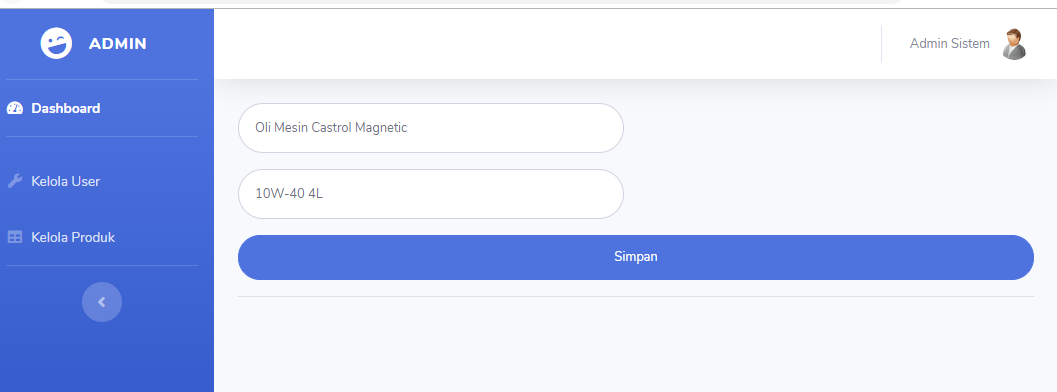 ADMIN
Admin Sistem
Dashboard
Kelola User
Kelola Produk
Oli Mesin Castrol Magnetic
10W-40 4L
Simpan